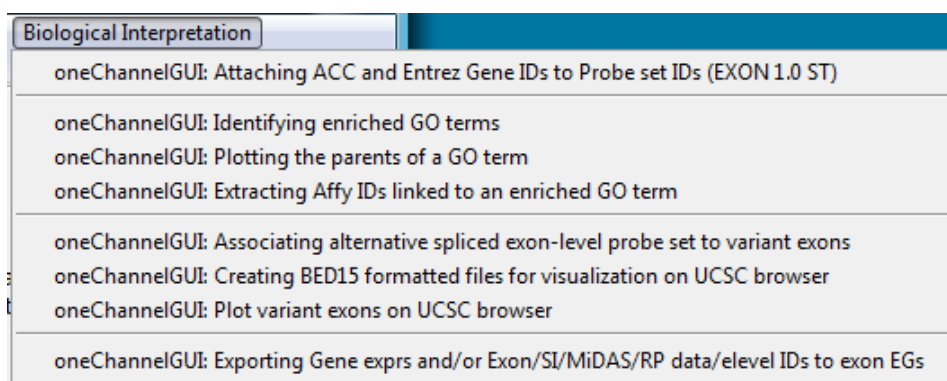 Biological Interpretation
oneChannelGUI: Attaching ACC and Entrez Gene IDs to Probe set IDs (EXON 1.0 ST)
oneChannelGUI: Identifying enriched GO terms
oneChannelGUI: Plotting the parents of a GO term
oneChannelGUI: Extracting Affy IDs linked to an enriched GO term
oneChannelGUI: Associating alternative spliced exon-level probe set to variant exons
oneChannelGUI: Creating BED15 formatted files for visualization on UCSC browser
oneChannelGUI: Plot variant exons on UCSC browser
oneChannelGUI: Exporting Gene exprs and/or Exon/SI/MiDAS/RP data/elevel IDs to exon EGs